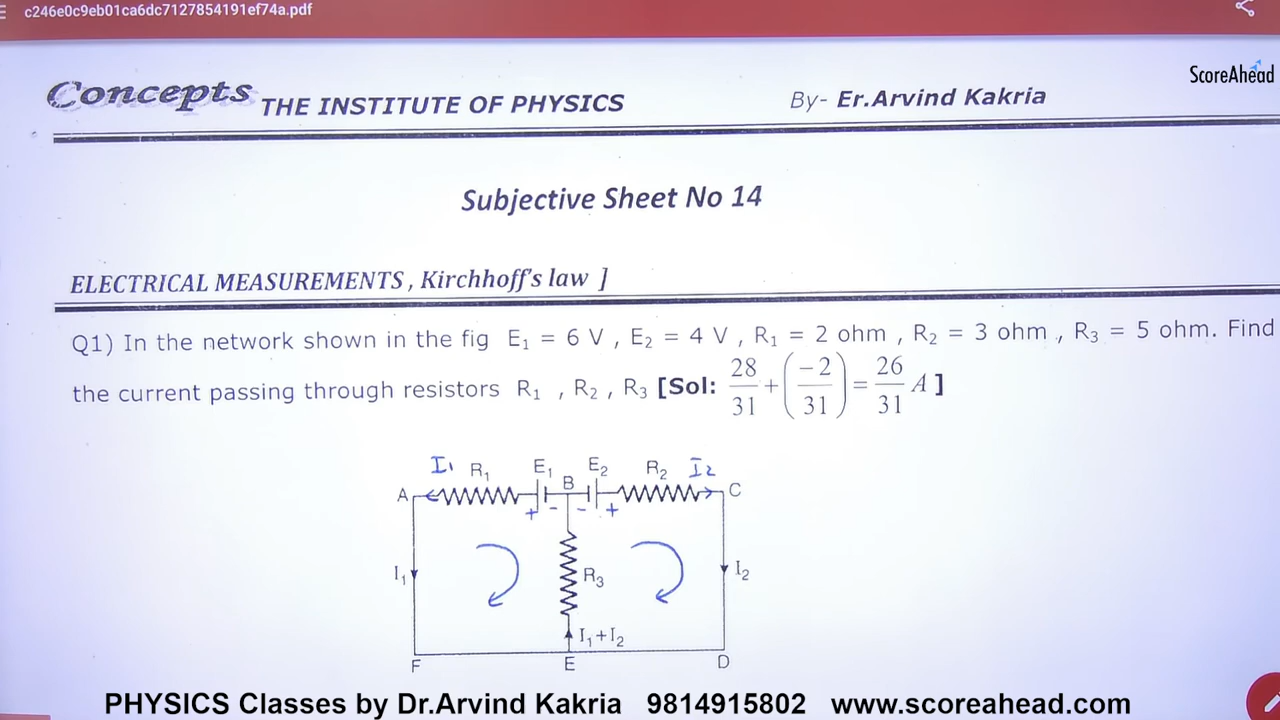 c246e0c9eb01ca6dc7127854191ef74a.pdf
ScoreAhead
Concepts THE INSTITUTE OF PHYSICS By- Er.Arvind Kakria
Subjective Sheet No 14
ELECTRICAL MEASUREMENTS , Kirchhoff's law ]
Q1) In the network shown in the fig E₁ = 6 V , E₂ = 4 V , R₁ = 2 ohm , R₂ = 3 ohm , R₃ = 5 ohm. Find
the current passing through resistors R₁ , R₂ , R₃ [Sol: 28/31 + (-2/31) = 26/31 A ]
I₁ R₁ E₁ B E₂ R₂ I₂
A C
+ - - +
I₁ R₃ I₂
I₁+I₂
F E D
PHYSICS Classes by Dr.Arvind Kakria 9814915802 www.scoreahead.com